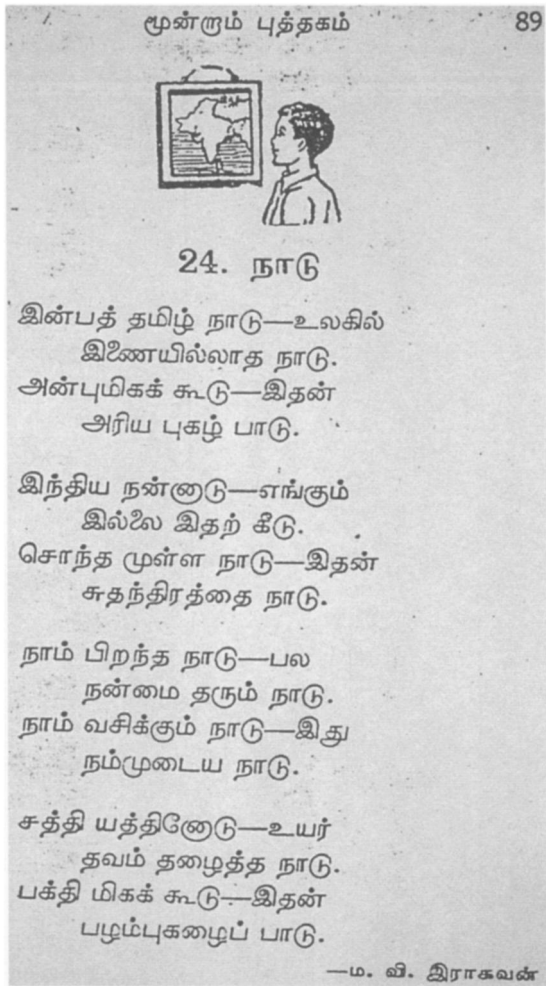 மூன்றாம் புத்தகம் 89
24. நாடு
இன்பத் தமிழ் நாடு—உலகில்
இணையில்லாத நாடு.
அன்புமிகக் கூடு—இதன்
அரிய புகழ் பாடு.
இந்திய நன்னாடு—எங்கும்
இல்லை இதற் கீடு.
சொந்த முள்ள நாடு—இதன்
சுதந்திரத்தை நாடு.
நாம் பிறந்த நாடு—பல
நன்மை தரும் நாடு.
நாம் வசிக்கும் நாடு—இது
நம்முடைய நாடு.
சத்தி யத்தினோடு—உயர்
தவம் தழைத்த நாடு.
பக்தி மிகக் கூடு—இதன்
பழம்புகழைப் பாடு.
—ம. வி. இராகவன்